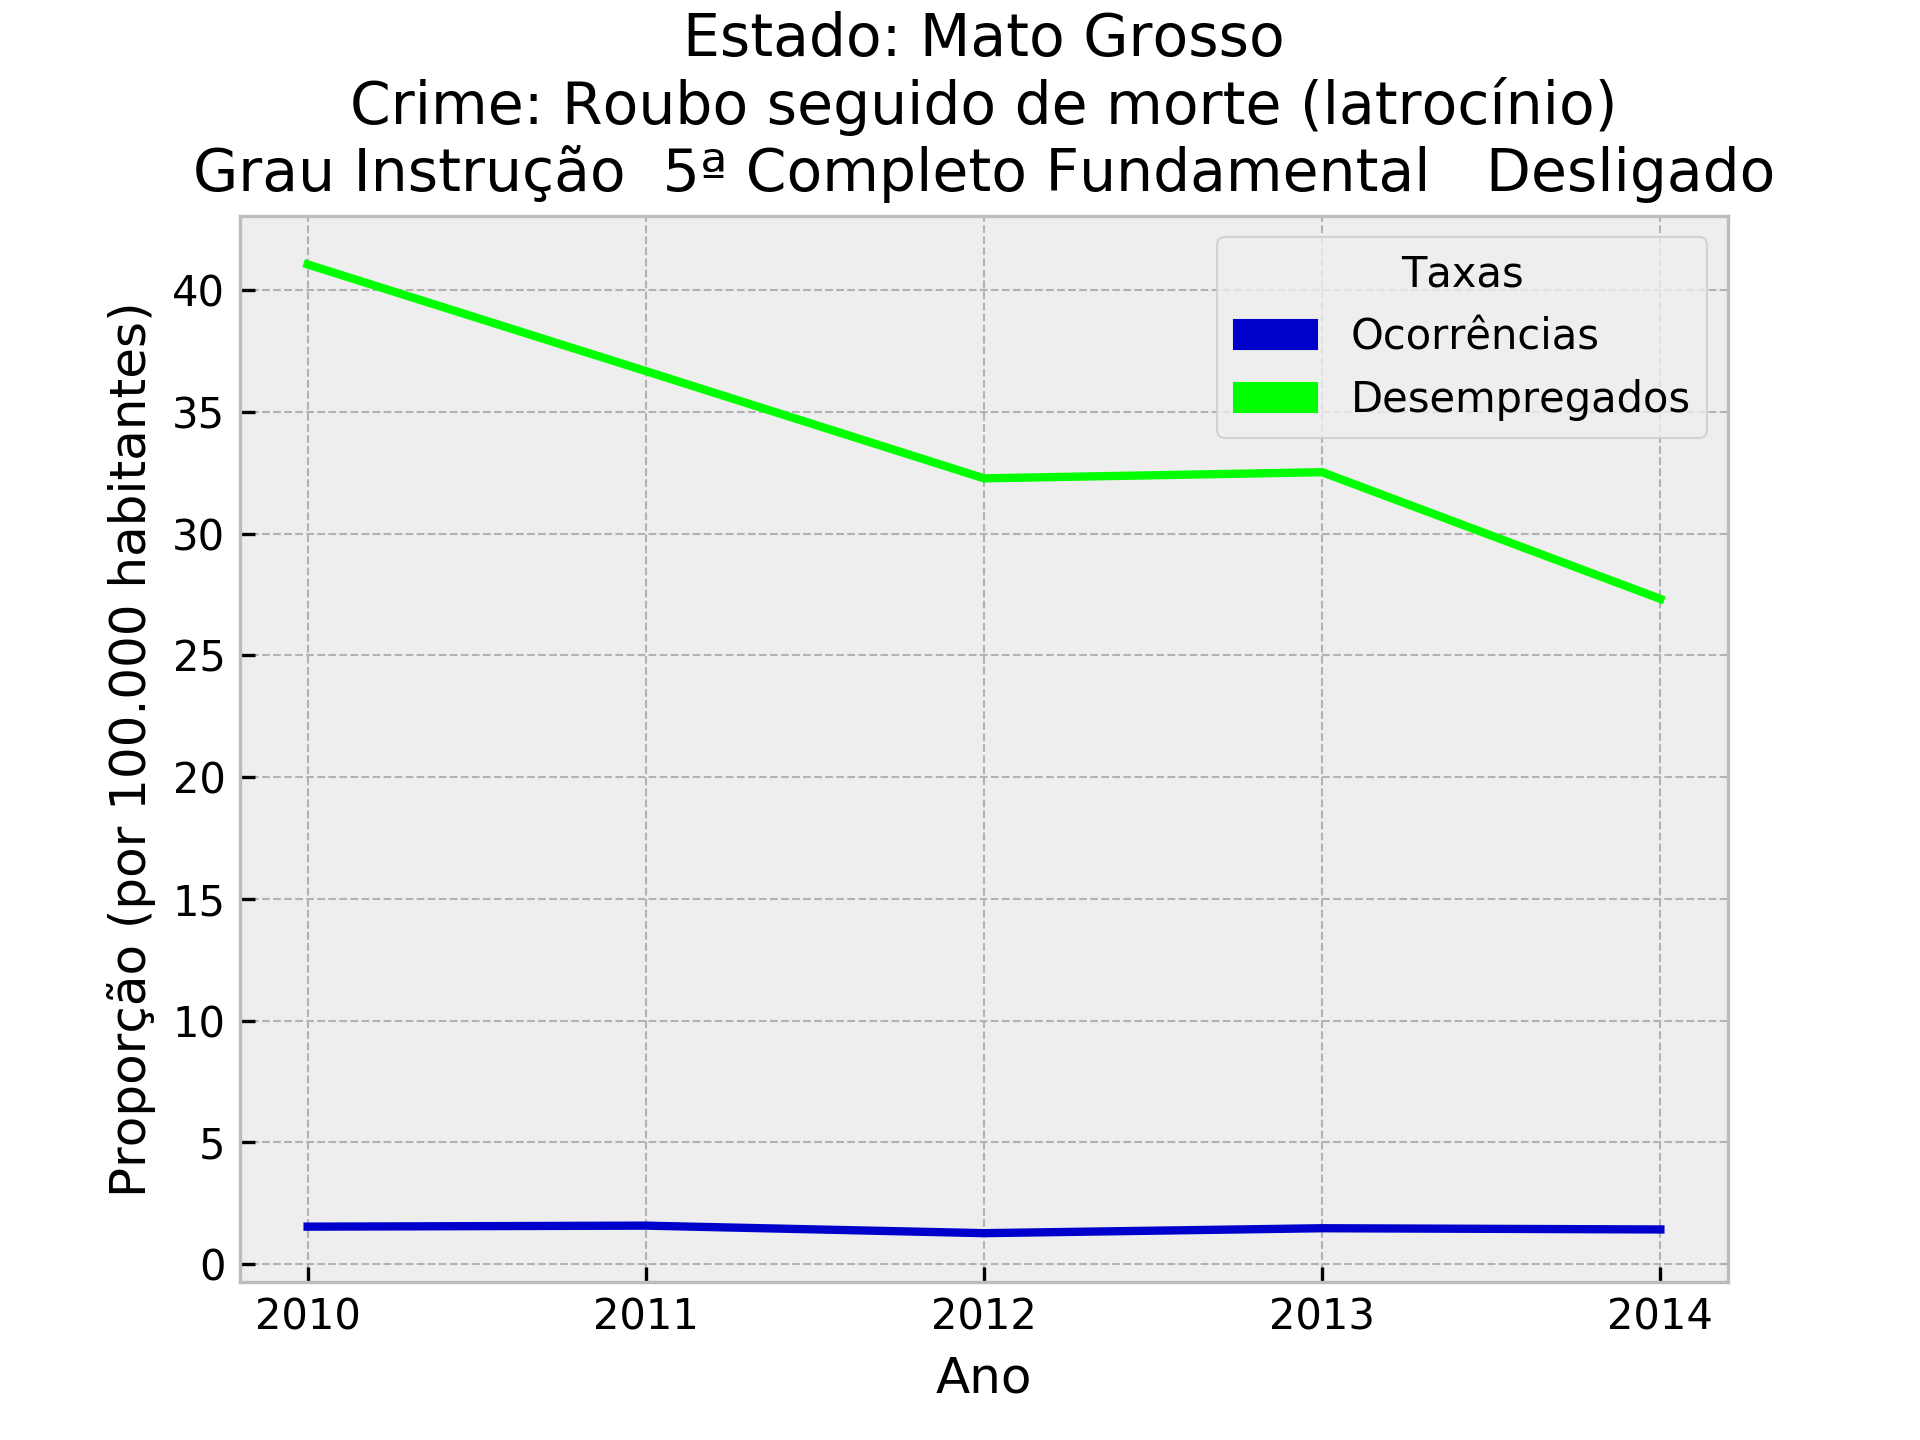 Estado: Mato Grosso
Crime: Roubo seguido de morte (latrocínio)
Grau Instrução  5ª Completo Fundamental   Desligado
Taxas
Ocorrências
Desempregados
Proporção (por 100.000 habitantes)
40
35
30
25
20
15
10
5
0
2010 2011 2012 2013 2014
Ano